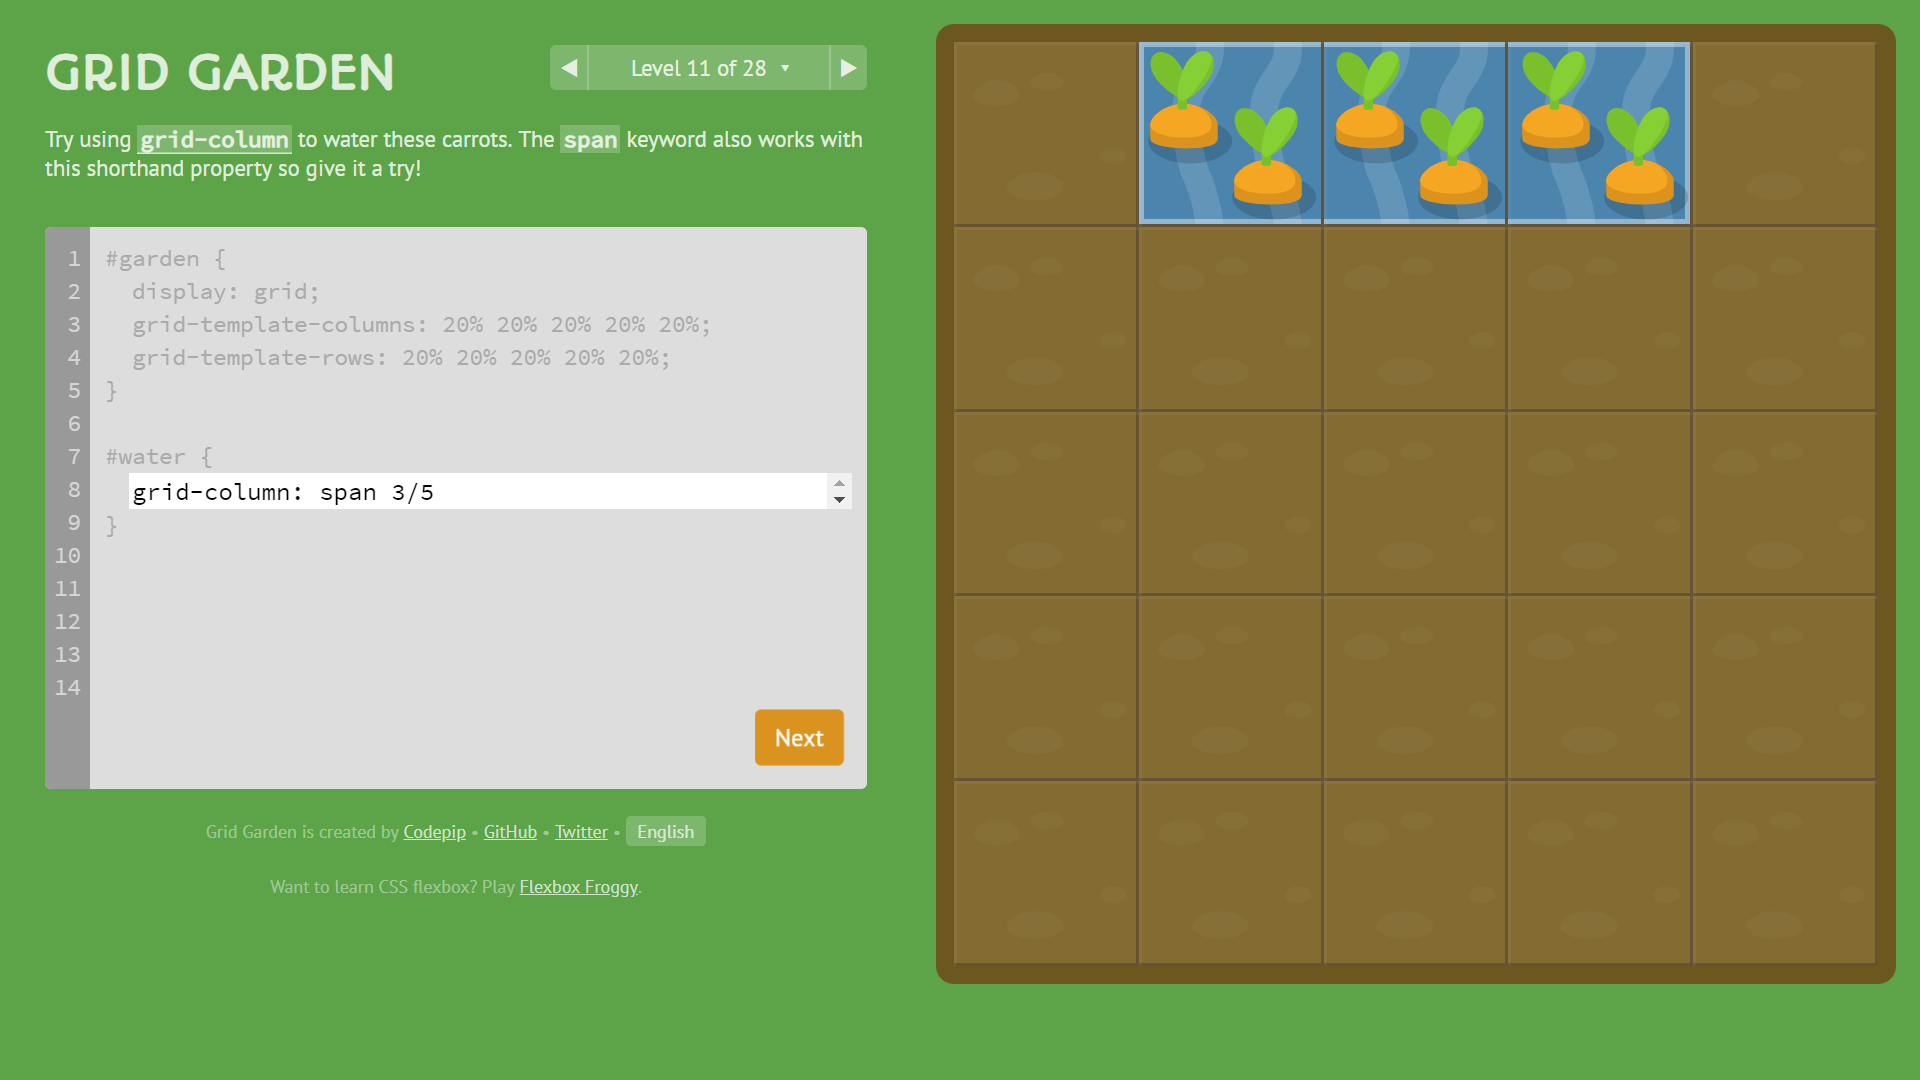 GRID GARDEN
◀ Level 11 of 28 ▼ ▶
Try using grid-column to water these carrots. The span keyword also works with
this shorthand property so give it a try!
1 #garden {
2 display: grid;
3 grid-template-columns: 20% 20% 20% 20% 20%;
4 grid-template-rows: 20% 20% 20% 20% 20%;
5 }
6
7 #water {
8 grid-column: span 3/5
9 }
10
11
12
13
14
Next
Grid Garden is created by Codepip • GitHub • Twitter • English
Want to learn CSS flexbox? Play Flexbox Froggy.